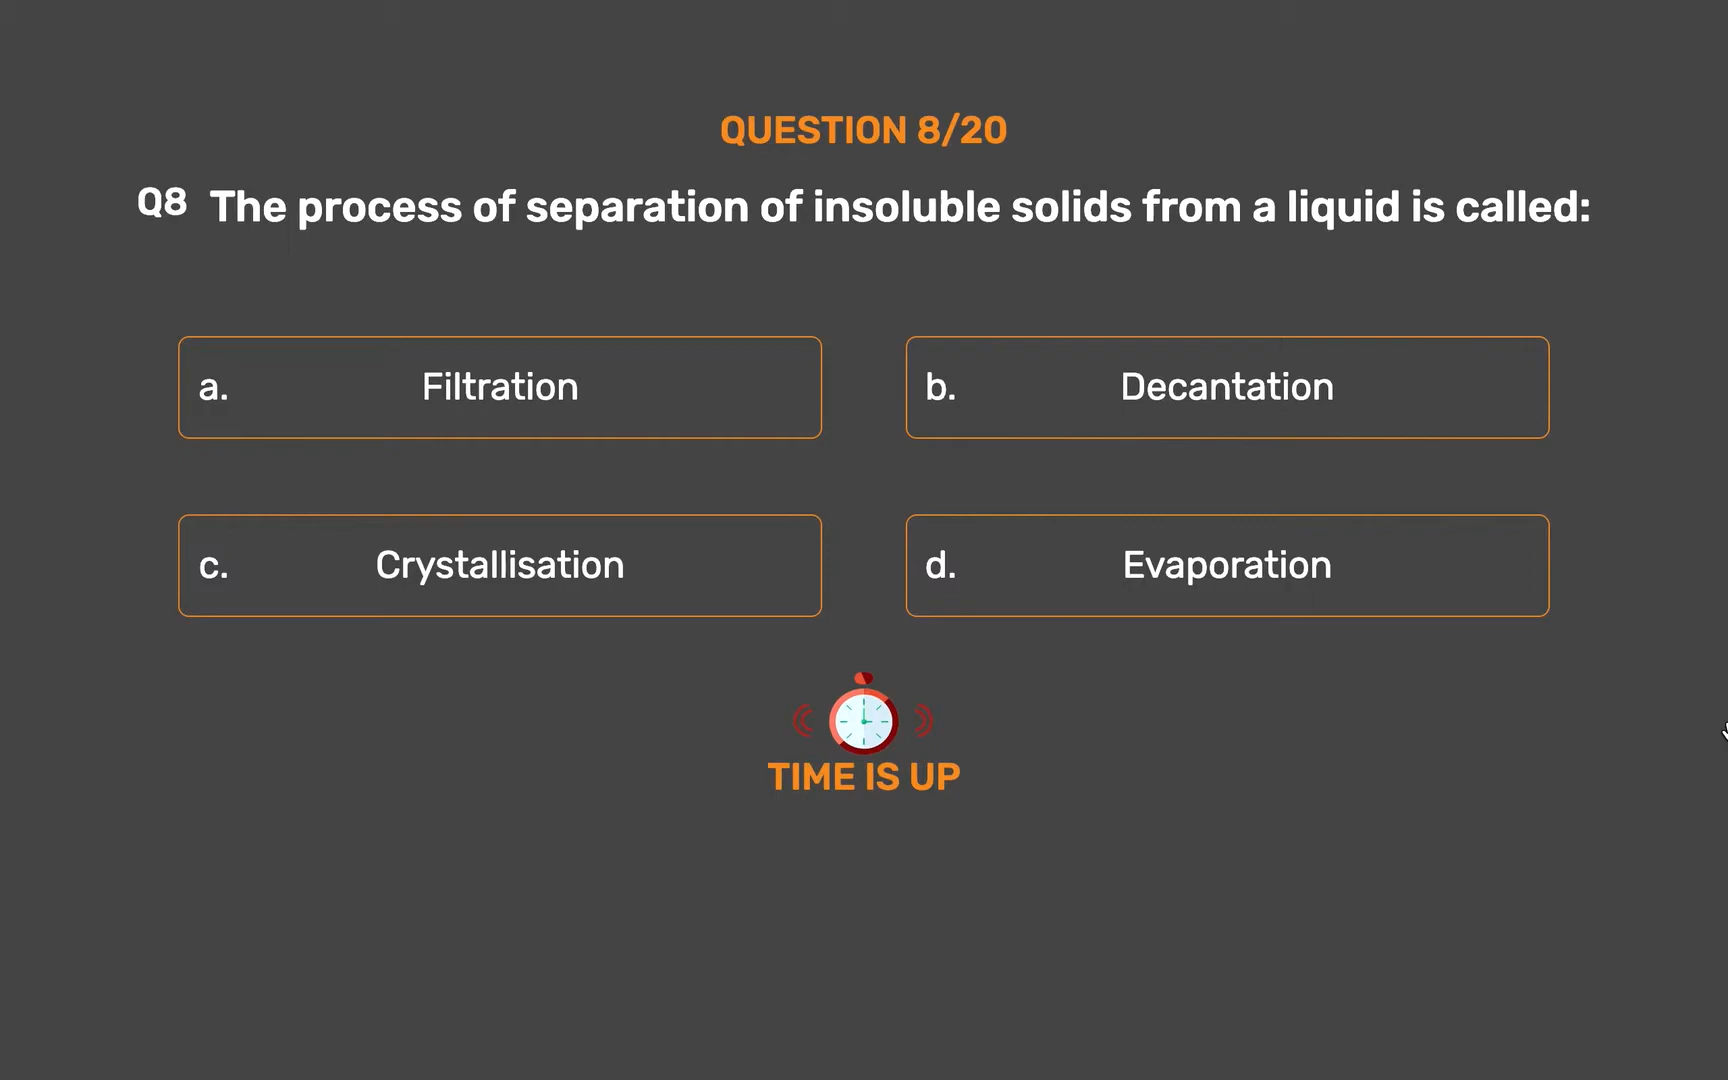 QUESTION 8/20
Q8 The process of separation of insoluble solids from a liquid is called:
a. Filtration
b. Decantation
c. Crystallisation
d. Evaporation
TIME IS UP